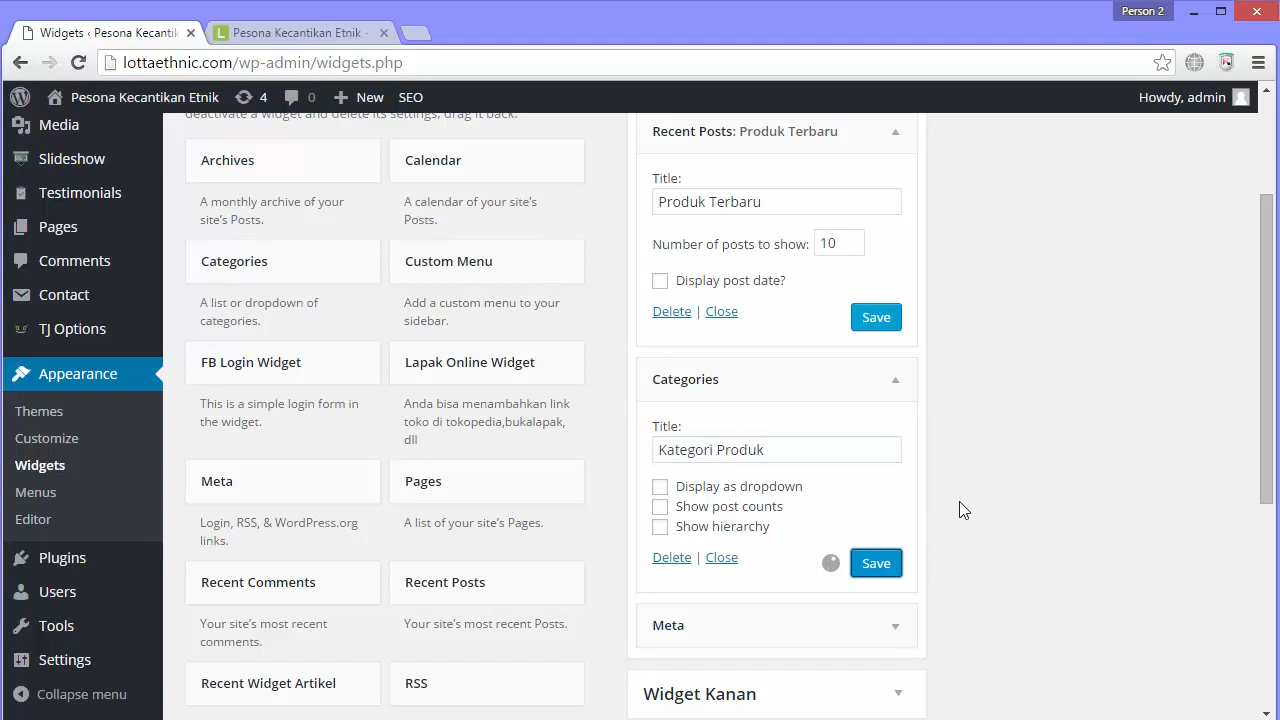 Person 2
Widgets ‹ Pesona Kecantik
Pesona Kecantikan Etnik -
lottaethnic.com/wp-admin/widgets.php
Pesona Kecantikan Etnik
4
0
New
SEO
Howdy, admin
Media
Slideshow
Testimonials
Pages
Comments
Contact
TJ Options
Appearance
Themes
Customize
Widgets
Menus
Editor
Plugins
Users
Tools
Settings
Collapse menu
deactivate a widget and delete its settings, drag it back.
Archives
A monthly archive of your
site's Posts.
Calendar
A calendar of your site's
Posts.
Categories
A list or dropdown of
categories.
Custom Menu
Add a custom menu to your
sidebar.
FB Login Widget
This is a simple login form in
the widget.
Lapak Online Widget
Anda bisa menambahkan link
toko di tokopedia,bukalapak,
dll
Meta
Login, RSS, & WordPress.org
links.
Pages
A list of your site's Pages.
Recent Comments
Your site's most recent
comments.
Recent Posts
Your site's most recent Posts.
Recent Widget Artikel
RSS
Recent Posts: Produk Terbaru
Title:
Produk Terbaru
Number of posts to show: 10
Display post date?
Delete | Close
Save
Categories
Title:
Kategori Produk
Display as dropdown
Show post counts
Show hierarchy
Delete | Close
Save
Meta
Widget Kanan